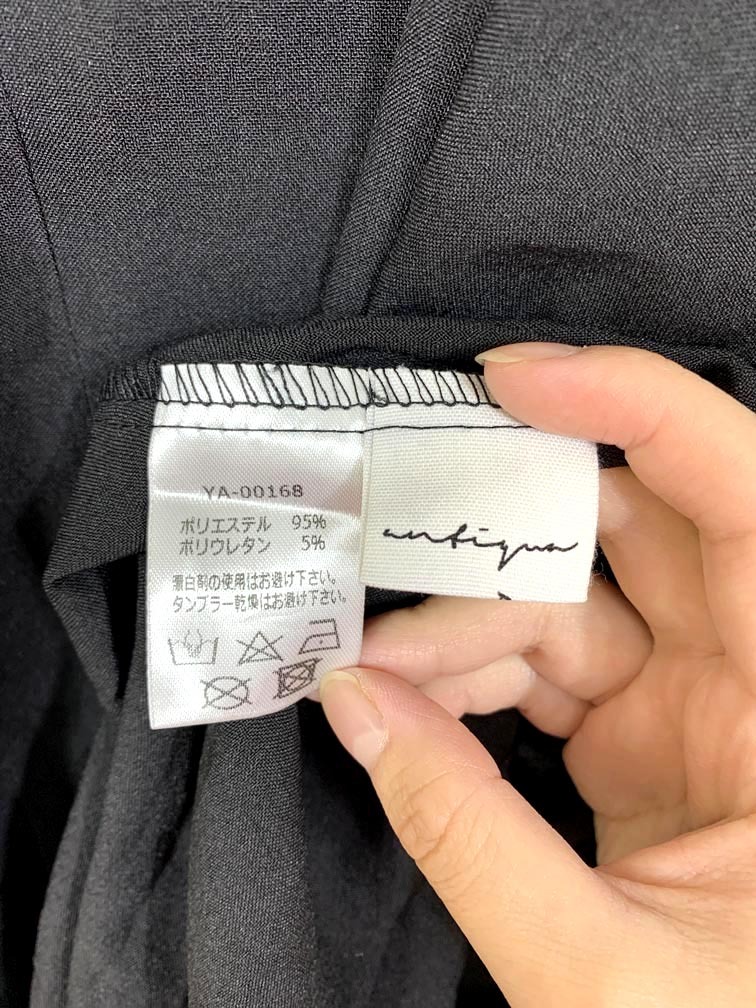 YA-00168
ポリエステル 95%
ポリウレタン 5%
漂白剤の使用はお避け下さい。
タンブラー乾燥はお避け下さい。
antiqua